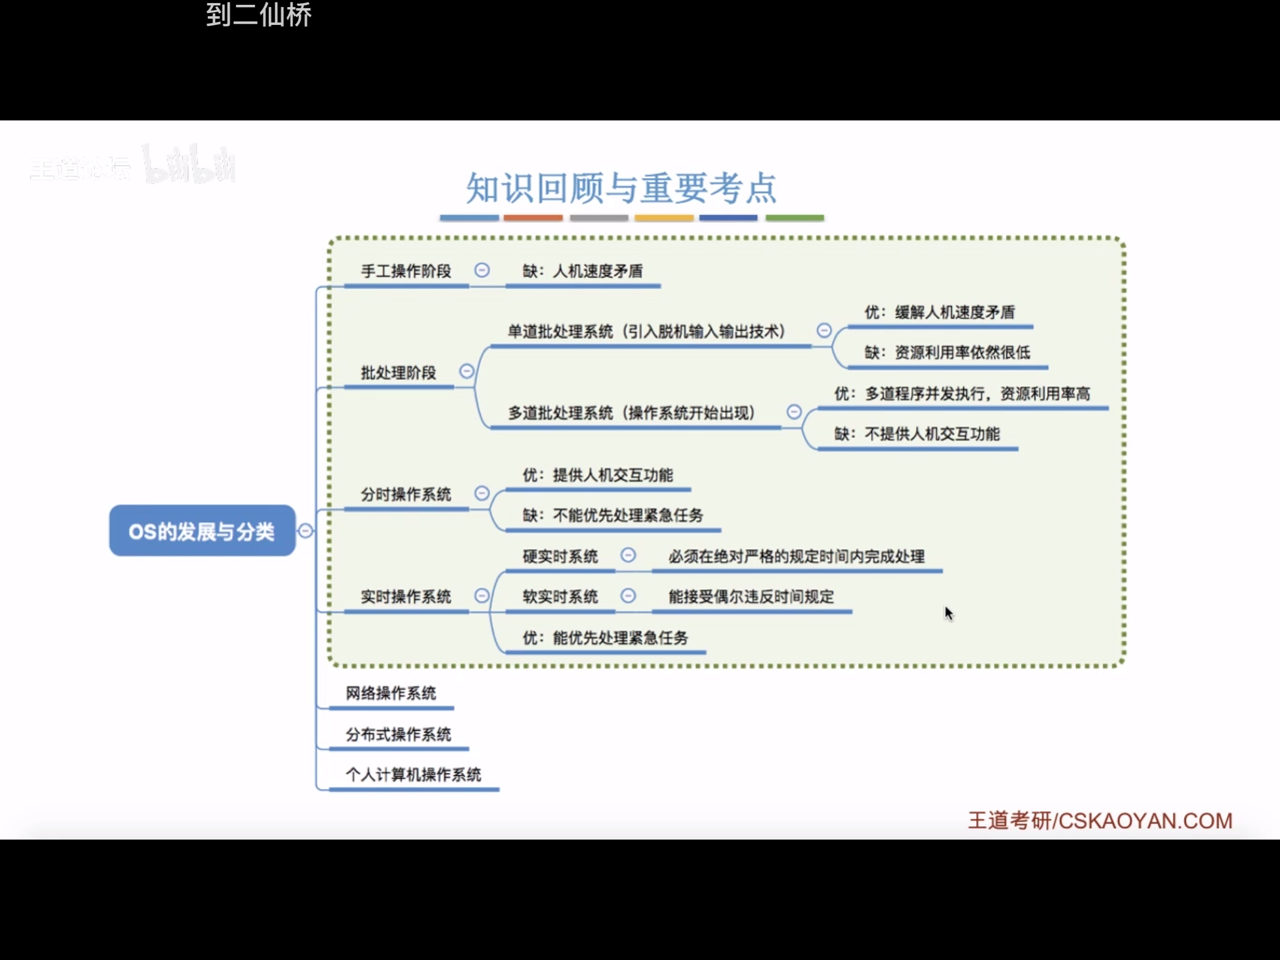 到二仙桥
王道论坛 bilibili
知识回顾与重要考点
手工操作阶段
缺：人机速度矛盾
批处理阶段
单道批处理系统（引入脱机输入输出技术）
优：缓解人机速度矛盾
缺：资源利用率依然很低
多道批处理系统（操作系统开始出现）
优：多道程序并发执行，资源利用率高
缺：不提供人机交互功能
OS的发展与分类
分时操作系统
优：提供人机交互功能
缺：不能优先处理紧急任务
实时操作系统
硬实时系统
必须在绝对严格的规定时间内完成处理
软实时系统
能接受偶尔违反时间规定
优：能优先处理紧急任务
网络操作系统
分布式操作系统
个人计算机操作系统
王道考研/CSKAOYAN.COM